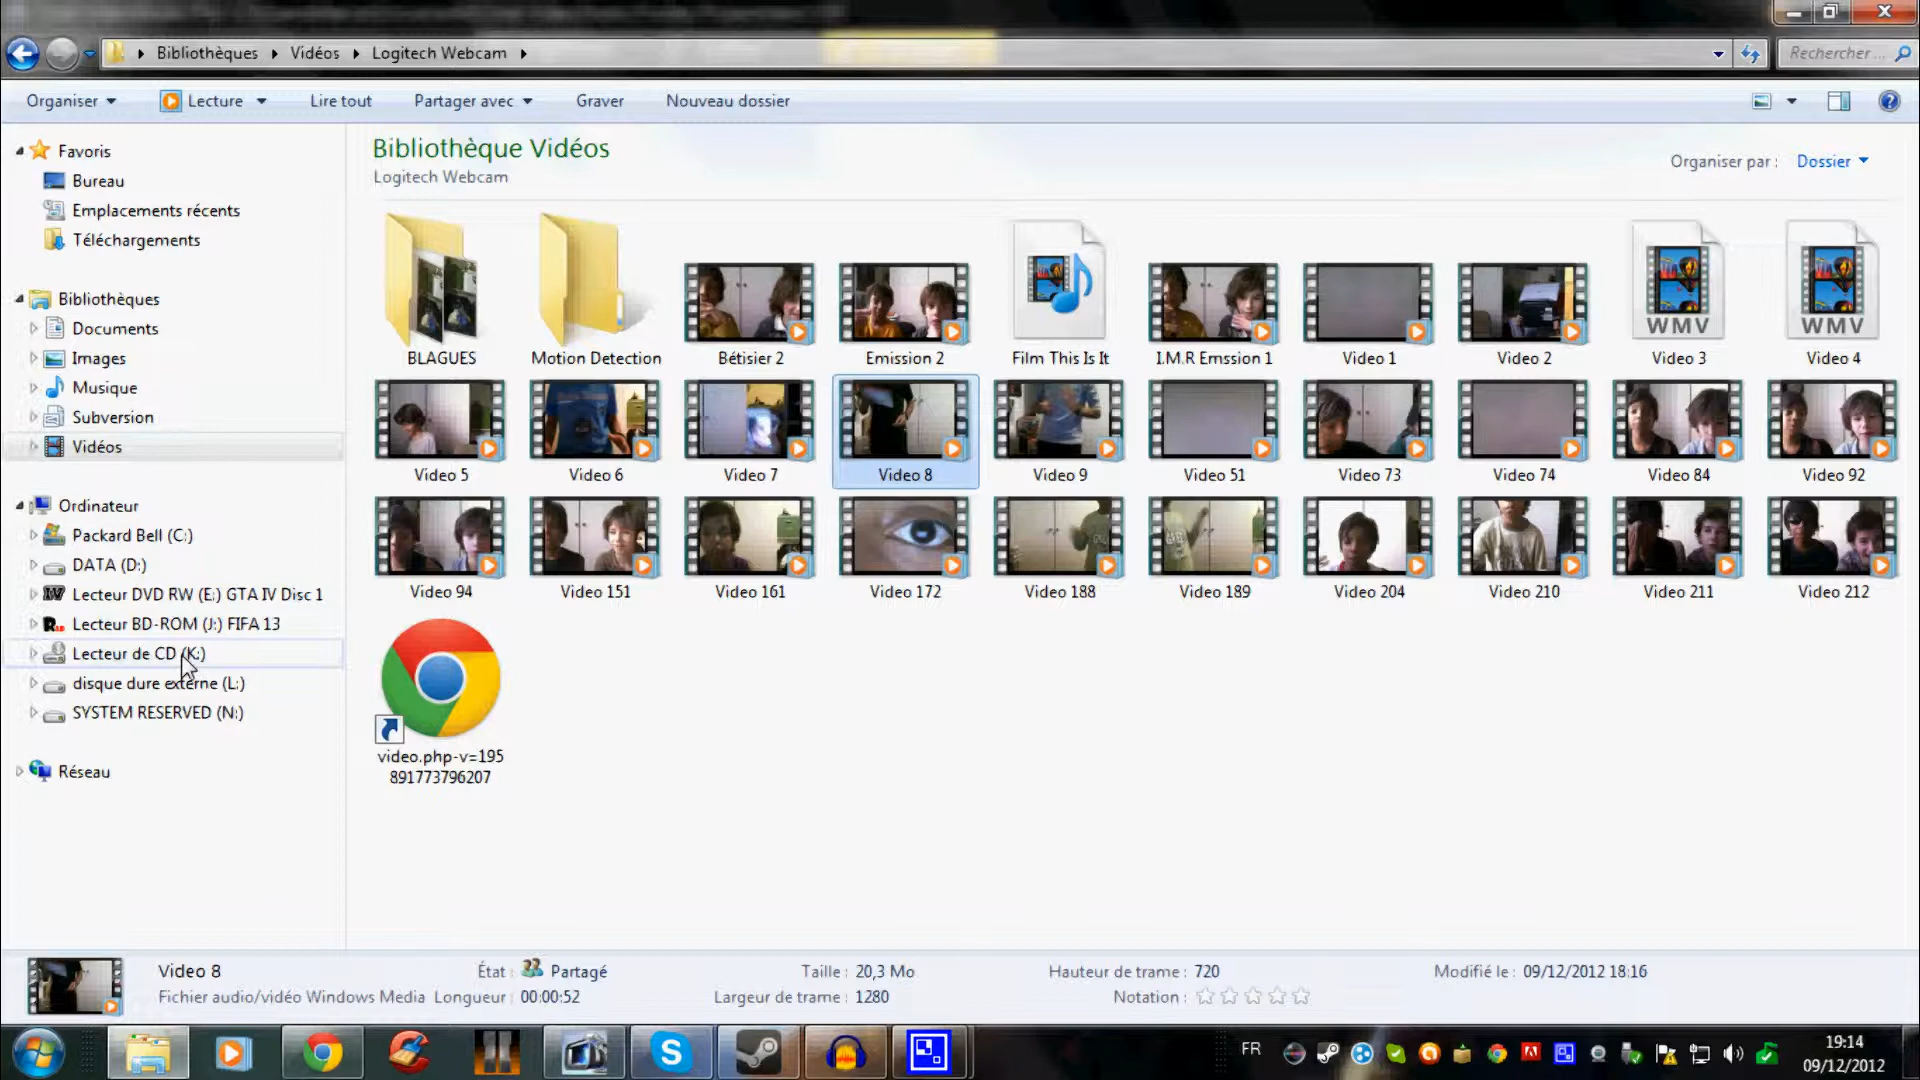 Bibliothèques Vidéos Logitech Webcam
Rechercher ...
Organiser Lecture Lire tout Partager avec Graver Nouveau dossier
Favoris
Bureau
Emplacements récents
Téléchargements
Bibliothèques
Documents
Images
Musique
Subversion
Vidéos
Ordinateur
Packard Bell (C:)
DATA (D:)
Lecteur DVD RW (E:) GTA IV Disc 1
Lecteur BD-ROM (J:) FIFA 13
Lecteur de CD (K:)
disque dure externe (L:)
SYSTEM RESERVED (N:)
Réseau
Bibliothèque Vidéos
Logitech Webcam
Organiser par : Dossier
WMV WMV
BLAGUES Motion Detection Bétisier 2 Emission 2 Film This Is It I.M.R Emssion 1 Video 1 Video 2 Video 3 Video 4
Video 5 Video 6 Video 7 Video 8 Video 9 Video 51 Video 73 Video 74 Video 84 Video 92
Video 94 Video 151 Video 161 Video 172 Video 188 Video 189 Video 204 Video 210 Video 211 Video 212
video.php-v=195
891773796207
Video 8 État : Partagé Taille : 20,3 Mo Hauteur de trame : 720 Modifié le : 09/12/2012 18:16
Fichier audio/vidéo Windows Media Longueur : 00:00:52 Largeur de trame : 1280 Notation :
FR
19:14
09/12/2012